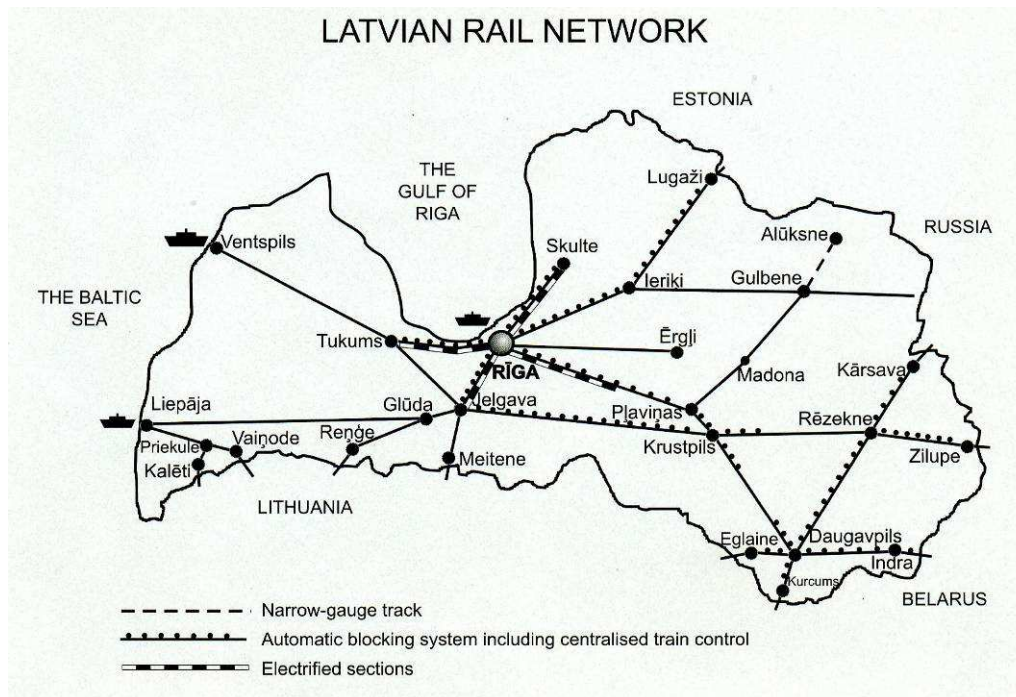 LATVIAN RAIL NETWORK
ESTONIA
THE
GULF OF
RIGA
Lugaži
RUSSIA
Alūksne
Skulte
Ventspils
Ieriķi
Gulbene
THE BALTIC
SEA
Tukums
Ērgļi
RĪGA
Madona
Kārsava
Liepāja
Glūda
Jelgava
Pļaviņas
Rēzekne
Reņģe
Priekule
Vaiņode
Krustpils
Zilupe
Kalēti
Meitene
LITHUANIA
Eglaine
Daugavpils
Indra
Kurcums
BELARUS
Narrow-gauge track
Automatic blocking system including centralised train control
Electrified sections